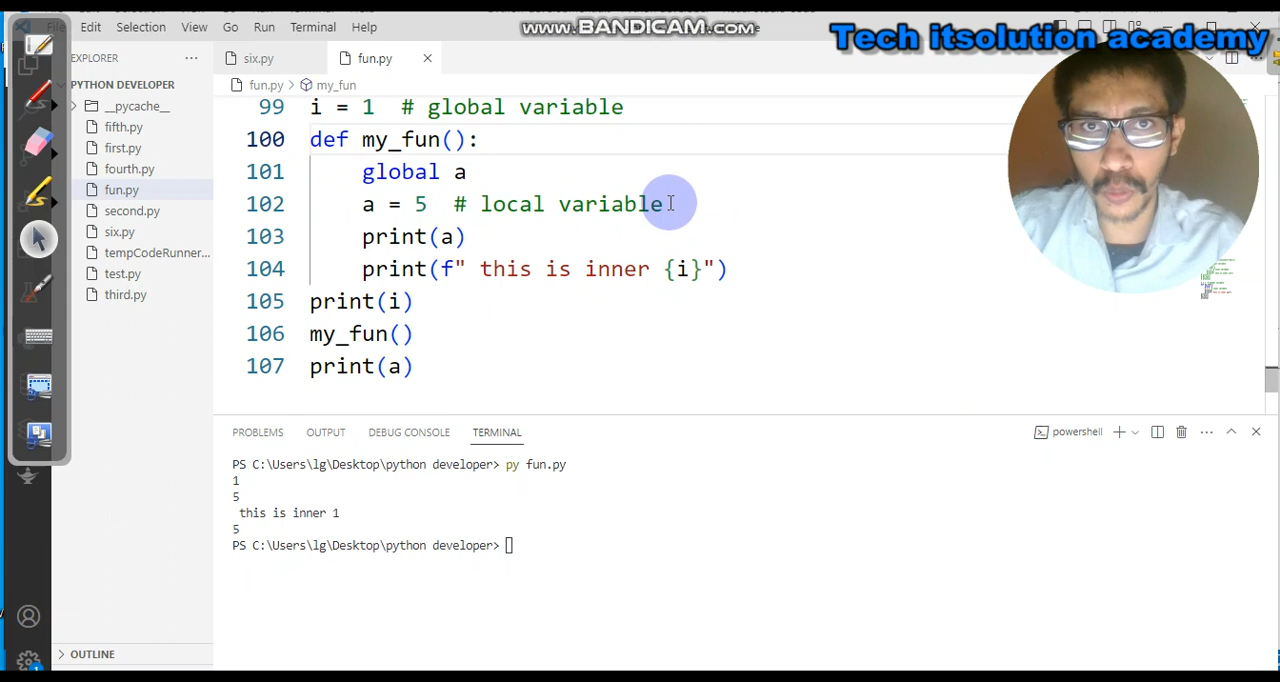 File Edit Selection View Go Run Terminal Help
WWW.BANDICAM.COM
Tech itsolution academy
EXPLORER ···
six.py
fun.py
PYTHON DEVELOPER
fun.py > my_fun
__pycache__
fifth.py
first.py
fourth.py
fun.py
second.py
six.py
tempCodeRunner...
test.py
third.py
99 i = 1 # global variable
100 def my_fun():
101 global a
102 a = 5 # local variable
103 print(a)
104 print(f" this is inner {i}")
105 print(i)
106 my_fun()
107 print(a)
PROBLEMS OUTPUT DEBUG CONSOLE TERMINAL
powershell
PS C:\Users\lg\Desktop\python developer> py fun.py
1
5
this is inner 1
5
PS C:\Users\lg\Desktop\python developer>
OUTLINE
1